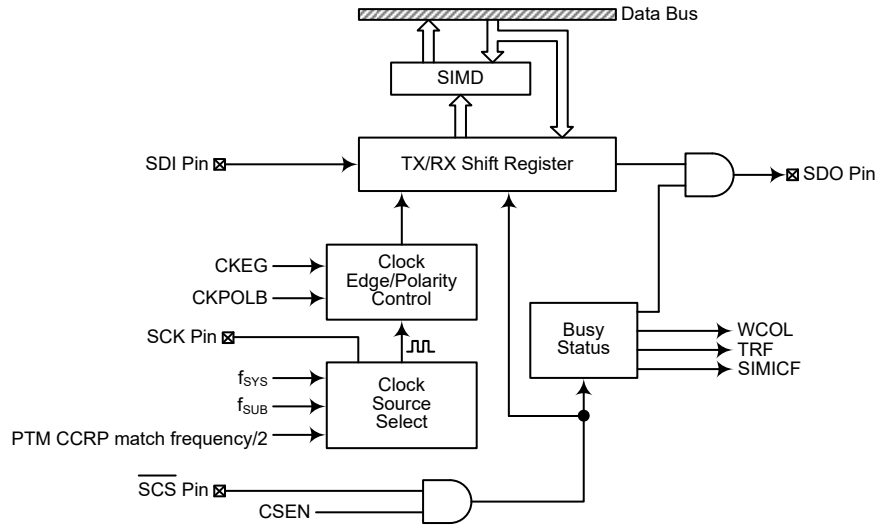 Data Bus
SIMD
SDI Pin
TX/RX Shift Register
SDO Pin
CKEG
CKPOLB
Clock
Edge/Polarity
Control
SCK Pin
Busy
Status
WCOL
TRF
SIMICF
fSYS
fSUB
PTM CCRP match frequency/2
Clock
Source
Select
SCS Pin
CSEN